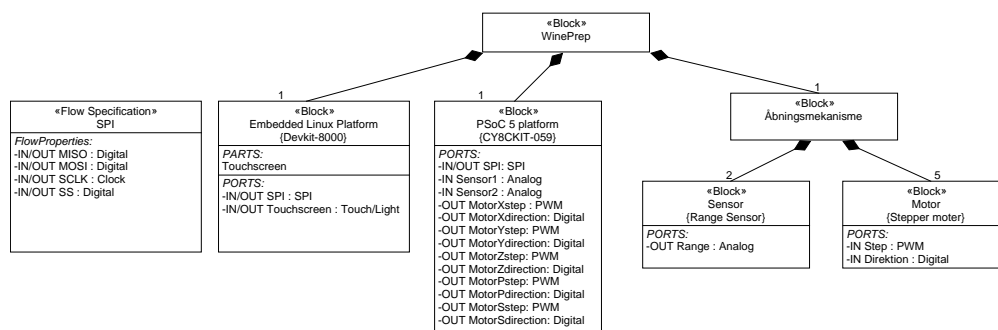 «Block»
WinePrep
«Flow Specification»
SPI
FlowProperties:
-IN/OUT MISO : Digital
-IN/OUT MOSI : Digital
-IN/OUT SCLK : Clock
-IN/OUT SS : Digital
1
«Block»
Embedded Linux Platform
{Devkit-8000}
PARTS:
Touchscreen
PORTS:
-IN/OUT SPI : SPI
-IN/OUT Touchscreen : Touch/Light
1
«Block»
PSoC 5 platform
{CY8CKIT-059}
PORTS:
-IN/OUT SPI: SPI
-IN Sensor1 : Analog
-IN Sensor2 : Analog
-OUT MotorXstep : PWM
-OUT MotorXdirection: Digital
-OUT MotorYstep: PWM
-OUT MotorYdirection: Digital
-OUT MotorZstep: PWM
-OUT MotorZdirection: Digital
-OUT MotorPstep: PWM
-OUT MotorPdirection: Digital
-OUT MotorSstep: PWM
-OUT MotorSdirection: Digital
1
«Block»
Åbningsmekanisme
2
«Block»
Sensor
{Range Sensor}
PORTS:
-OUT Range : Analog
5
«Block»
Motor
{Stepper moter}
PORTS:
-IN Step : PWM
-IN Direktion : Digital